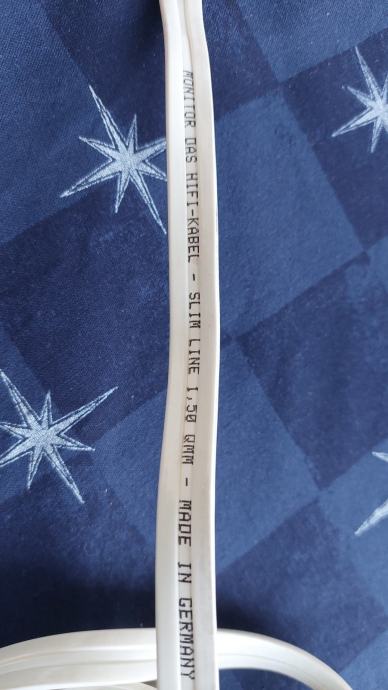 MONITOR DAS HIFI-KABEL - SLIM LINE 1,50 QMM - MADE IN GERMANY